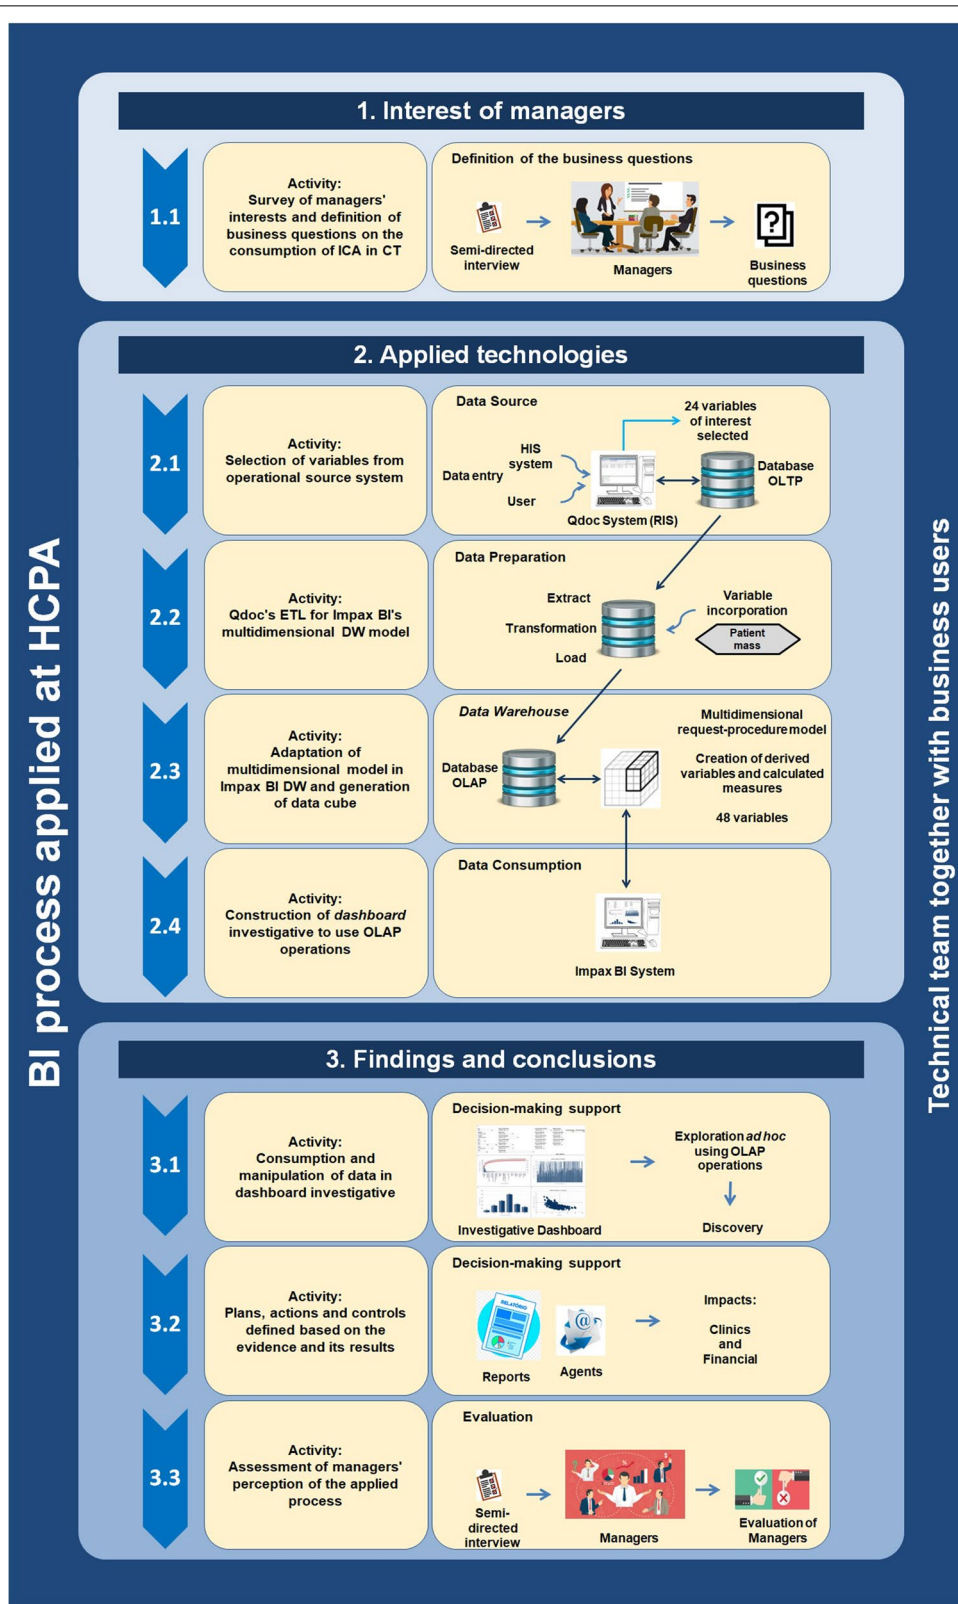 BI process applied at HCPA
Technical team together with business users
1. Interest of managers
1.1
Activity:
Survey of managers'
interests and definition of
business questions on the
consumption of ICA in CT
Definition of the business questions
Semi-directed
interview
Managers
Business
questions
2. Applied technologies
2.1
Activity:
Selection of variables from
operational source system
Data Source
24 variables
of interest
selected
HIS
system
Data entry
User
Qdoc System (RIS)
Database
OLTP
2.2
Activity:
Qdoc's ETL for Impax BI's
multidimensional DW model
Data Preparation
Extract
Transformation
Load
Variable
incorporation
Patient
mass
2.3
Activity:
Adaptation of
multidimensional model in
Impax BI DW and generation
of data cube
Data Warehouse
Database
OLAP
Multidimensional
request-procedure model
Creation of derived
variables and calculated
measures
48 variables
2.4
Activity:
Construction of dashboard
investigative to use OLAP
operations
Data Consumption
Impax BI System
3. Findings and conclusions
3.1
Activity:
Consumption and
manipulation of data in
dashboard investigative
Decision-making support
Investigative Dashboard
Exploration ad hoc
using OLAP
operations
Discovery
3.2
Activity:
Plans, actions and controls
defined based on the
evidence and its results
Decision-making support
RELATÓRIO
Reports
@
Agents
Impacts:
Clinics
and
Financial
3.3
Activity:
Assessment of managers'
perception of the applied
process
Evaluation
Semi-
directed
interview
Managers
Evaluation of
Managers